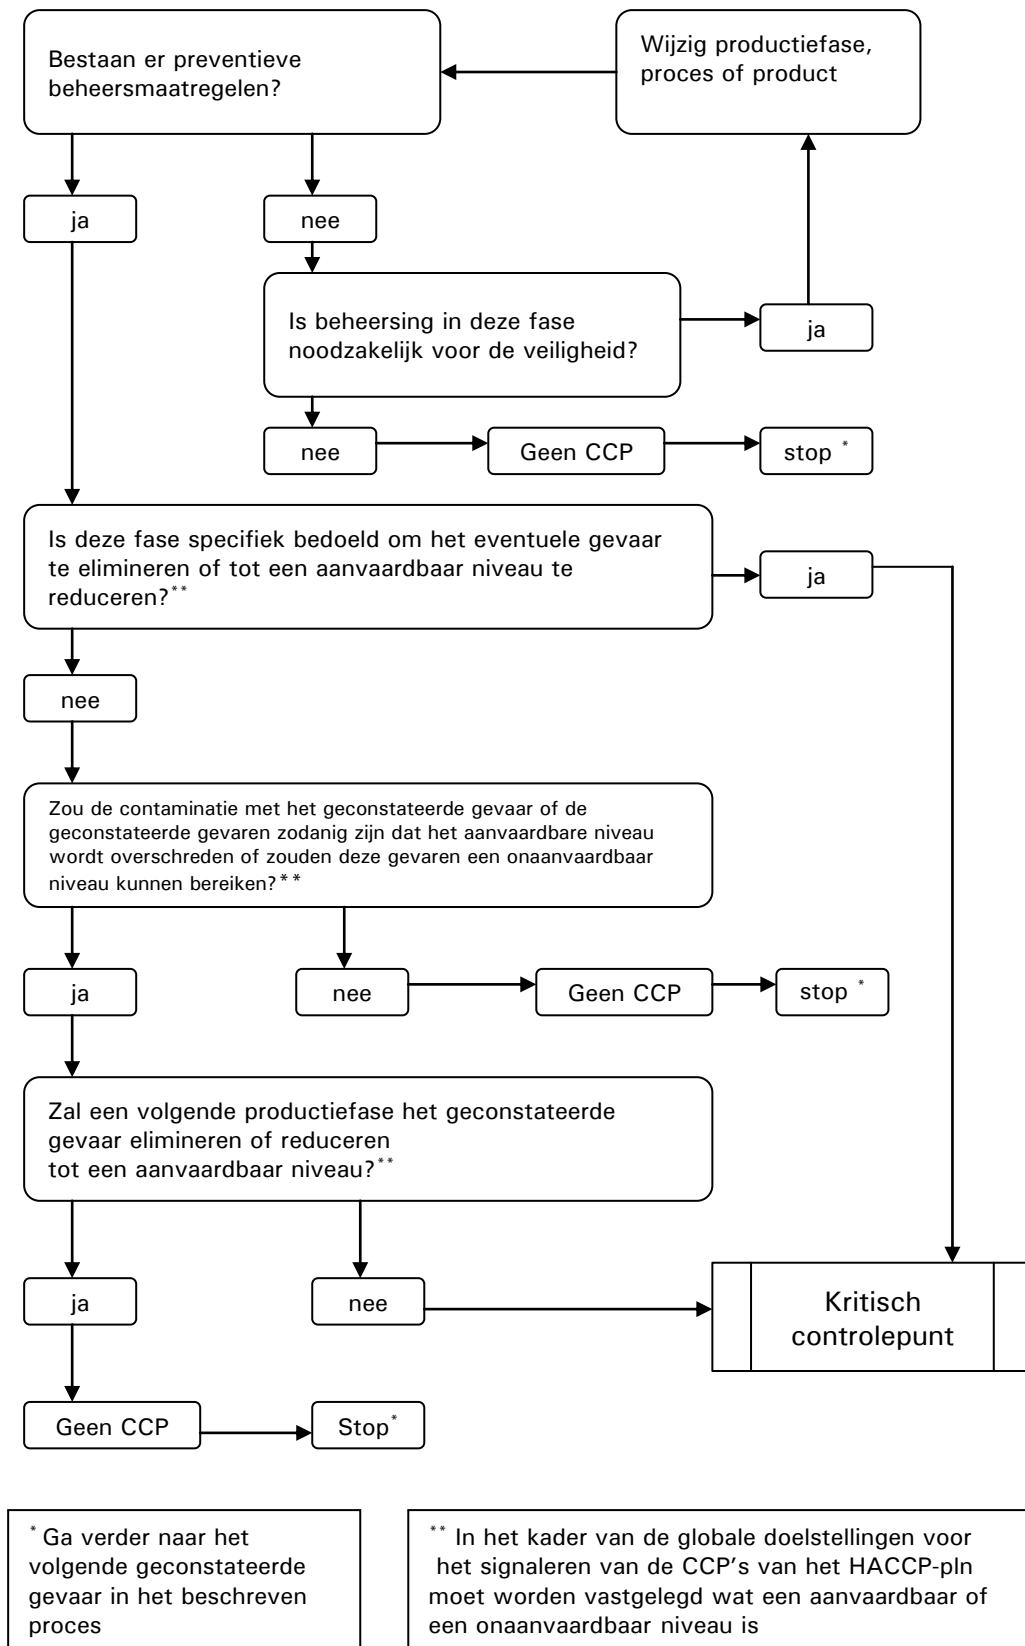 Bestaan er preventieve
beheersmaatregelen?
Wijzig productiefase,
proces of product
ja
nee
Is beheersing in deze fase
noodzakelijk voor de veiligheid?
ja
nee
Geen CCP
stop *
Is deze fase specifiek bedoeld om het eventuele gevaar
te elimineren of tot een aanvaardbaar niveau te
reduceren?**
ja
nee
Zou de contaminatie met het geconstateerde gevaar of de
geconstateerde gevaren zodanig zijn dat het aanvaardbare niveau
wordt overschreden of zouden deze gevaren een onaanvaardbaar
niveau kunnen bereiken?**
ja
nee
Geen CCP
stop *
Zal een volgende productiefase het geconstateerde
gevaar elimineren of reduceren
tot een aanvaardbaar niveau?**
ja
nee
Kritisch
controlepunt
Geen CCP
Stop*
* Ga verder naar het
volgende geconstateerde
gevaar in het beschreven
proces
** In het kader van de globale doelstellingen voor
het signaleren van de CCP's van het HACCP-pln
moet worden vastgelegd wat een aanvaardbaar of
een onaanvaardbaar niveau is